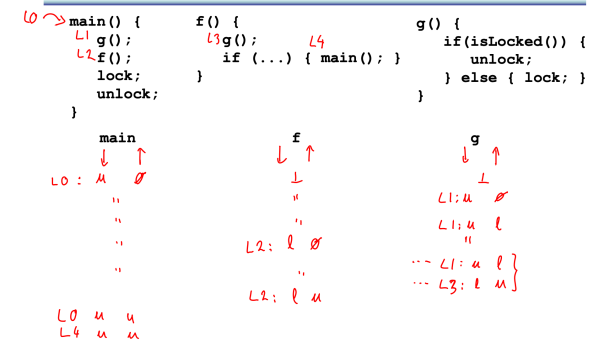 L0 main() { f() { g() {
L1 g(); L3 g(); L4 if(isLocked()) {
L2 f(); if (...) { main(); } unlock;
lock; } } else { lock; }
unlock; }
}
main f g
↓ ↑ ↓ ↑ ↓ ↑
L0: u ø ⊥ ⊥
" " L1: u ø
" " L1: u l
" L2: l ø "
" " ... L1: u l }
L2: l u ... L3: l u
L0 u u
L4 u u